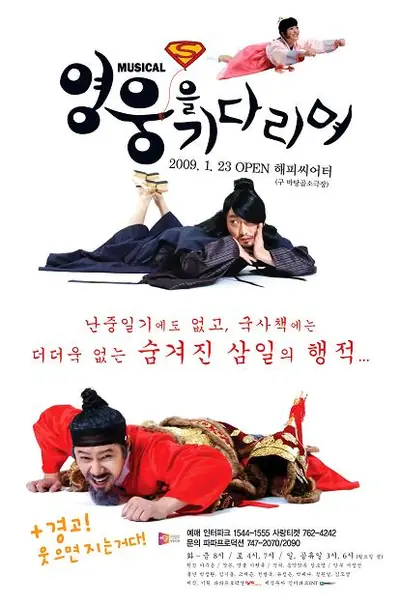 MUSICAL
S
영웅을 기다리며
2009. 1. 23 OPEN 해피씨어터
(구 바탕골소극장)
난중일기에도 없고, 국사책에는
더더욱 없는 숨겨진 삼일의 행적...
+경고!
웃으면 지는거다!
예매 인터파크 1544-1555 사랑티켓 762-4242
문의 파파프로덕션 747-2070/2090
화-금 8시 / 토 4시, 7시 / 일, 공휴일 3시, 6시 (월요일 쉼)